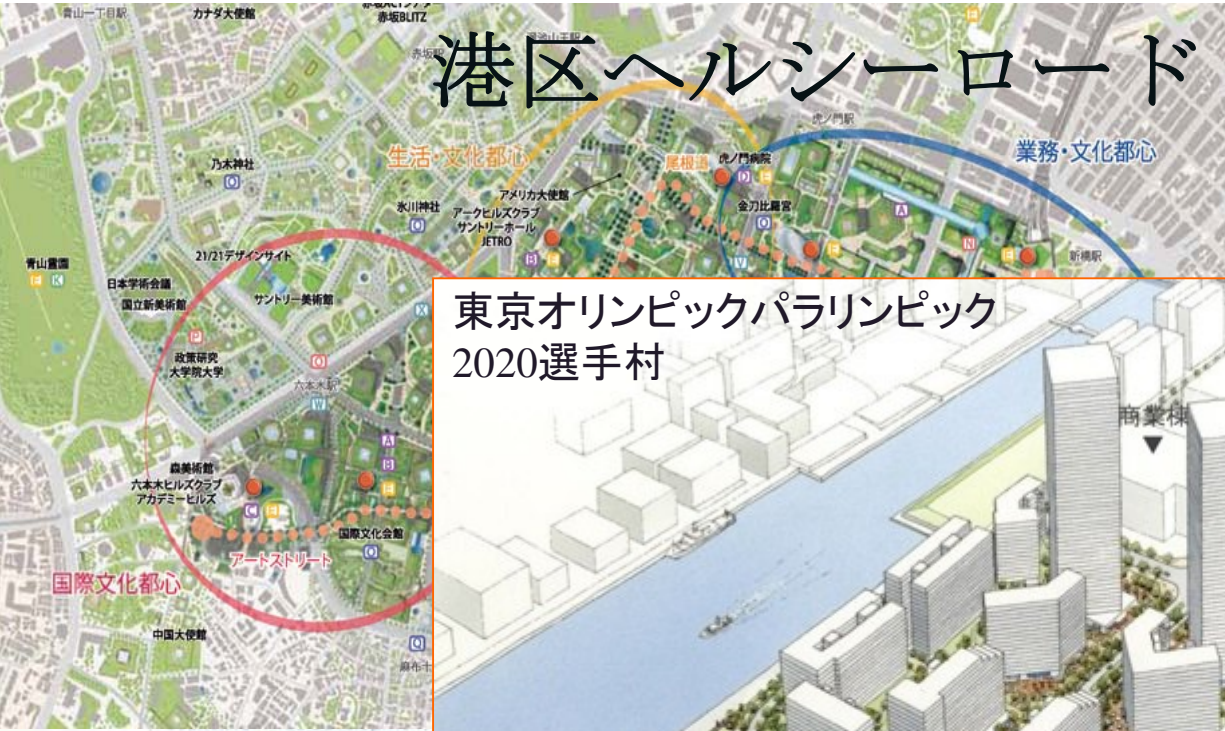 青山一丁目駅
カナダ大使館
赤坂BLITZ
赤坂駅
港区ヘルシーロード
虎ノ門駅
業務・文化都心
生活・文化都心
尾根道
虎ノ門病院
D E
乃木神社
O
アメリカ大使館
氷川神社
O
アークヒルズクラブ
サントリーホール
JETRO
B E
金刀比羅宮
O
A
N
E
E
V
新橋駅
青山霊園
E K
21/21デザインサイト
日本学術会議
国立新美術館
サントリー美術館
X
P
政策研究
大学院大学
O
六本木駅
W
東京オリンピックパラリンピック
2020選手村
商業棟
▼
A
B
E
森美術館
六本木ヒルズクラブ
アカデミーヒルズ
C E
国際文化会館
O
アートストリート
国際文化都心
中国大使館
O
麻布十